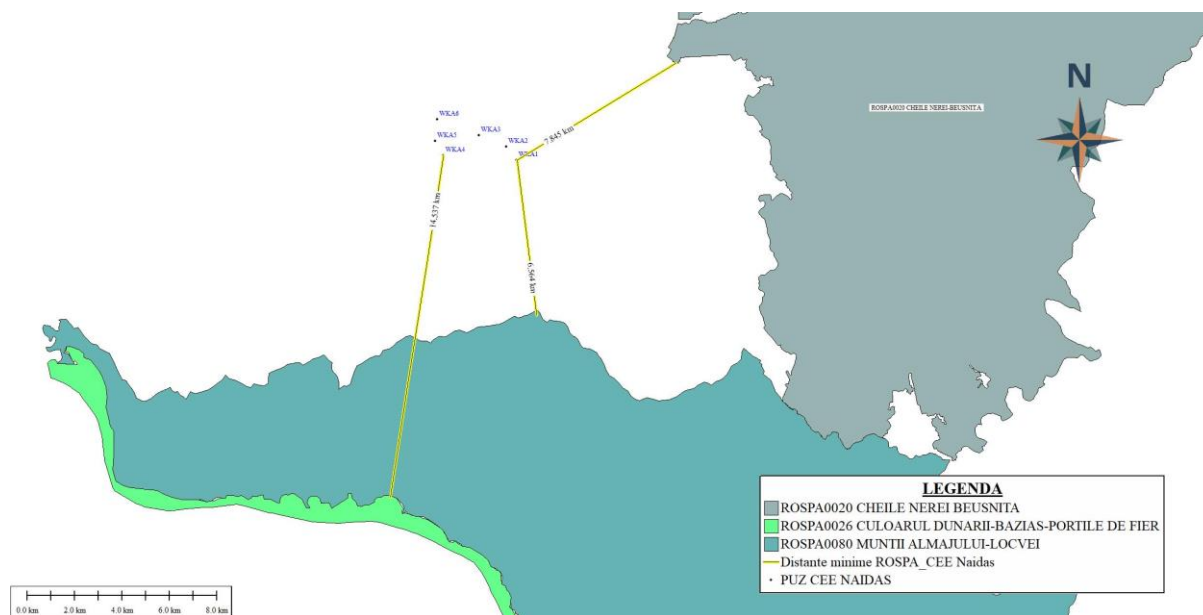 N
ROSPA0020 CHEILE NEREI-BEUSNITA
WKA6
WKA3
WKA5
WKA2
WKA4
WKA1
7,845 km
14,537 km
6,564 km
LEGENDA
ROSPA0020 CHEILE NEREI BEUSNITA
ROSPA0026 CULOARUL DUNARII-BAZIAS-PORTILE DE FIER
ROSPA0080 MUNTII ALMAJULUI-LOCVEI
Distante minime ROSPA_CEE Naidas
PUZ CEE NAIDAS
0.0 km 2.0 km 4.0 km 6.0 km 8.0 km